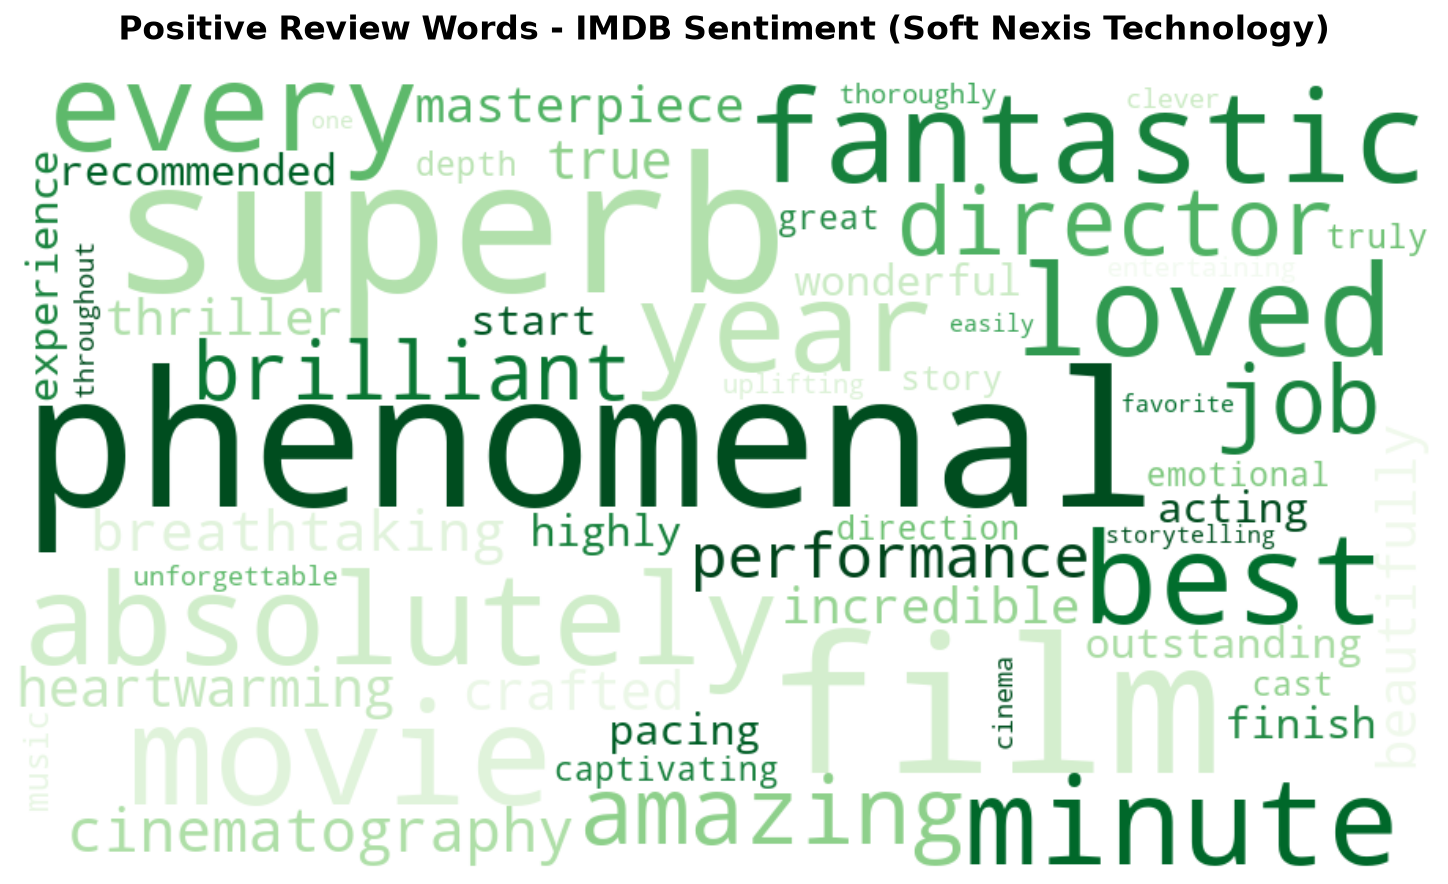 Positive Review Words - IMDB Sentiment (Soft Nexis Technology)
every
one
masterpiece
thoroughly
clever
fantastic
recommended
depth
true
experience
superb
great
director
truly
throughout
thriller
start
wonderful
entertaining
year
easily
loved
brilliant
uplifting
story
phenomenal
favorite
job
emotional
beautifully
breathtaking
highly
direction
acting
storytelling
performance
best
unforgettable
absolutely
incredible
outstanding
heartwarming
crafted
film
cinema
cast
finish
music
movie
pacing
captivating
amazing
minute
cinematography